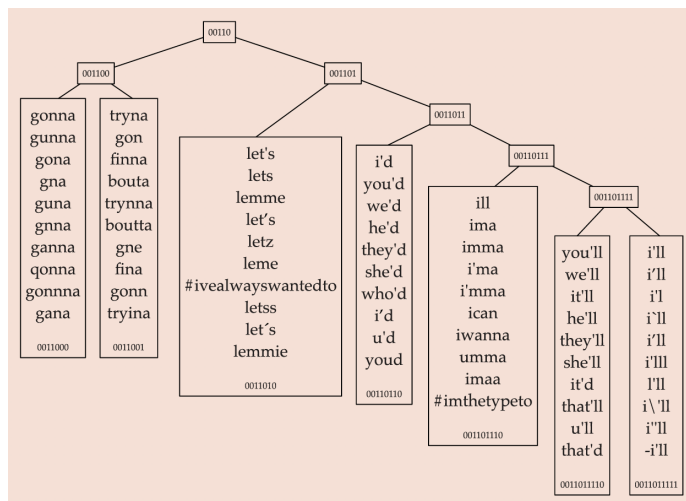 00110
001100
001101
0011011
00110111
001101111
gonna
gunna
gona
gna
guna
gnna
ganna
qonna
gonnna
gana
0011000
tryna
gon
finna
bouta
trynna
boutta
gne
fina
gonn
tryina
0011001
let's
lets
lemme
let’s
letz
leme
#ivealwayswantedto
letss
let´s
lemmie
0011010
i'd
you'd
we'd
he'd
they'd
she'd
who'd
i’d
u'd
youd
00110110
ill
ima
imma
i'ma
i'mma
ican
iwanna
umma
imaa
#imthetypeto
001101110
you'll
we'll
it'll
he'll
they'll
she'll
it'd
that'll
u'll
that'd
0011011110
i'll
i’ll
i'l
i`ll
i’ll
i'lll
l'll
i\'ll
i''ll
-i'll
0011011111